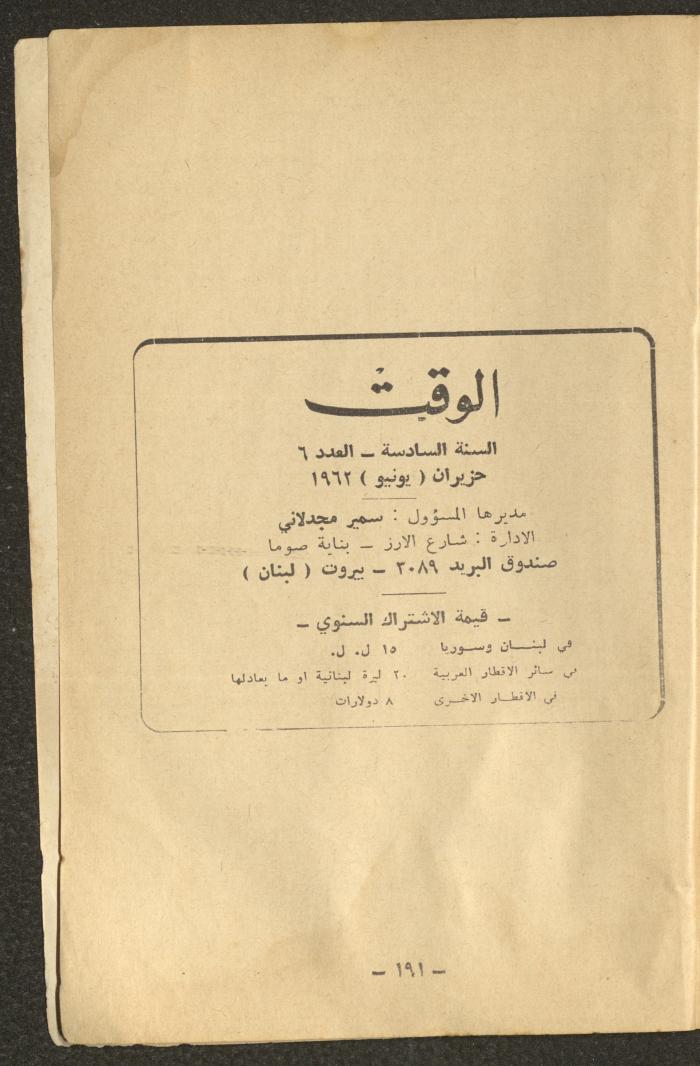 الوقت
السنة السادسة – العدد ٦
حزيران ( يونيو ) ١٩٦٢
مديرها المسؤول : سمير مجدلاني
الادارة : شارع الارز – بناية صوما
صندوق البريد ٣٠٨٩ – بيروت ( لبنان )
– قيمة الاشتراك السنوي –
في لبنان وسوريا ١٥ ل. ل.
في سائر الاقطار العربية ٢٠ ليرة لبنانية او ما يعادلها
في الاقطار الاخرى ٨ دولارات
– ١٩١ –